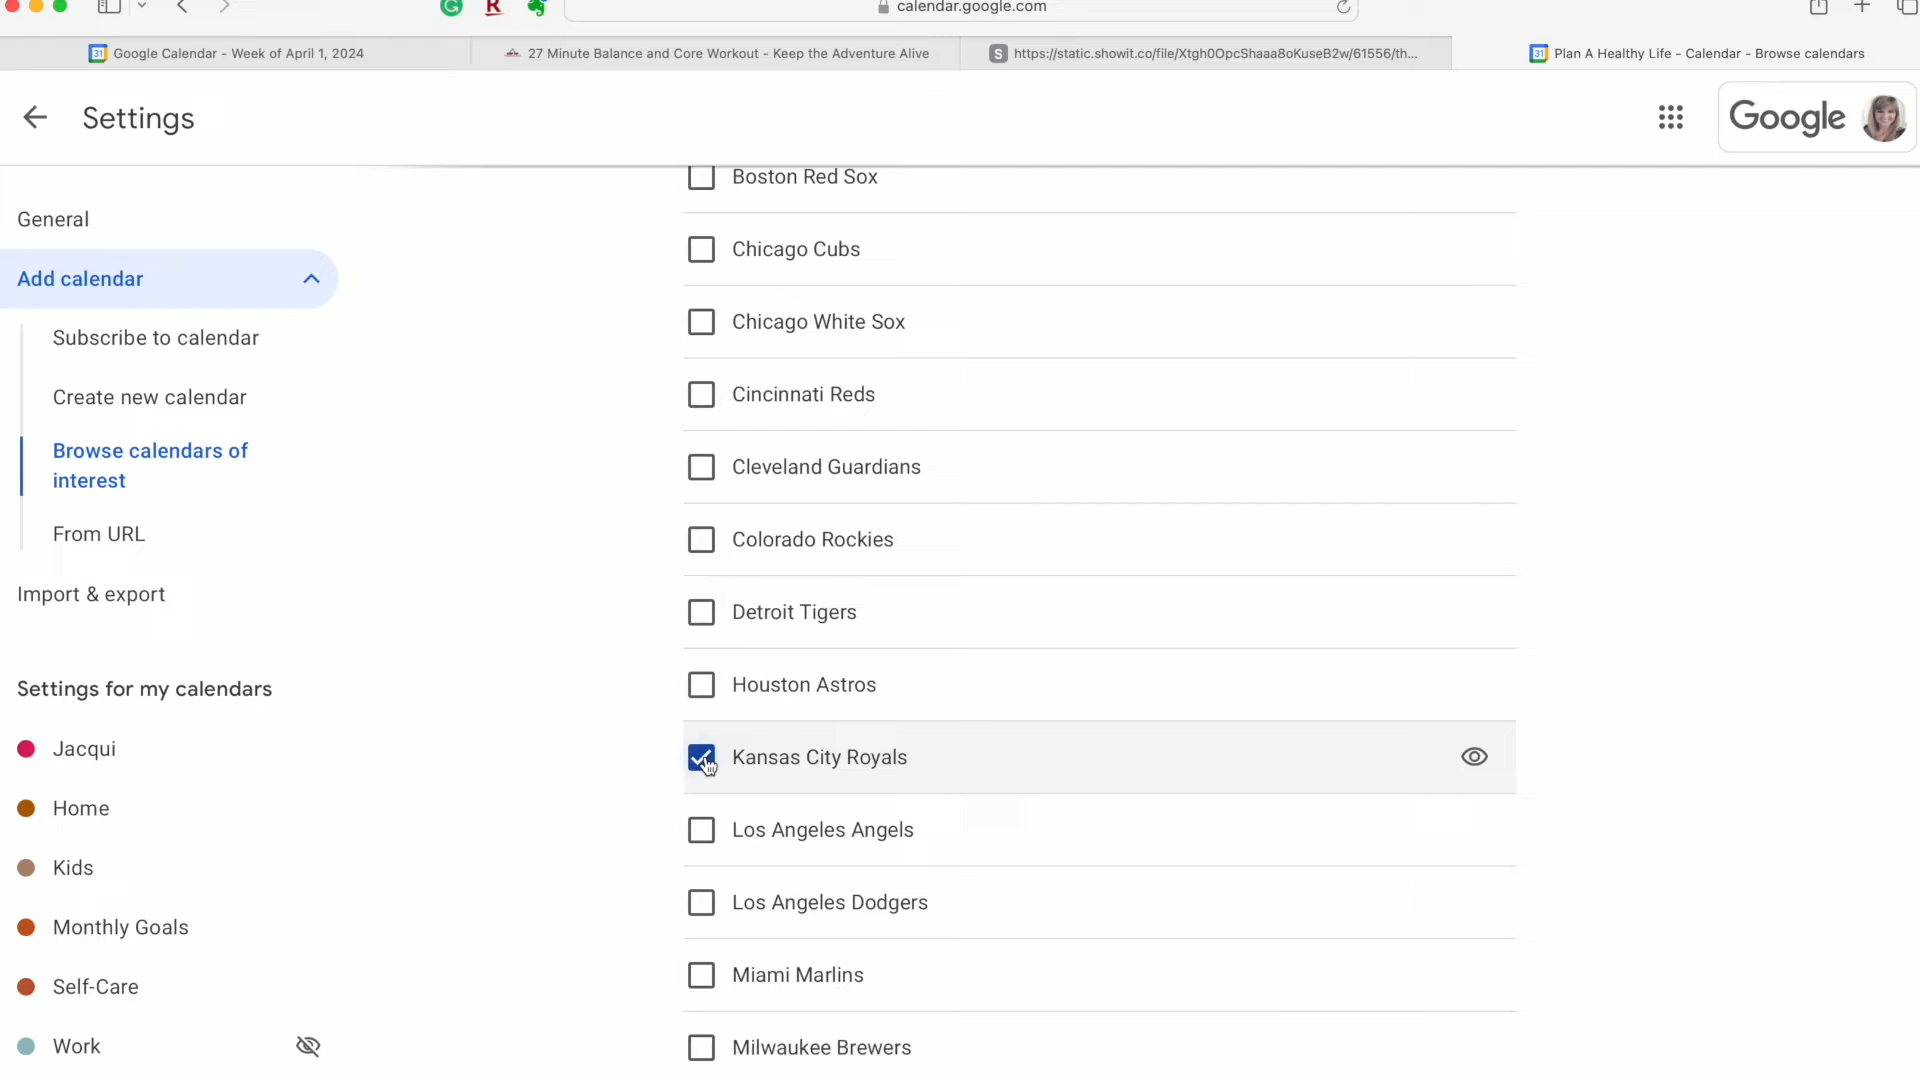 calendar.google.com
Google Calendar - Week of April 1, 2024
27 Minute Balance and Core Workout - Keep the Adventure Alive
S
https://static.showit.co/file/Xtgh0OpcShaaa8oKuseB2w/61556/th...
31
Plan A Healthy Life - Calendar - Browse calendars
Settings
Google
General
Add calendar
Subscribe to calendar
Create new calendar
Browse calendars of
interest
From URL
Import & export
Settings for my calendars
Jacqui
Home
Kids
Monthly Goals
Self-Care
Work
Boston Red Sox
Chicago Cubs
Chicago White Sox
Cincinnati Reds
Cleveland Guardians
Colorado Rockies
Detroit Tigers
Houston Astros
Kansas City Royals
Los Angeles Angels
Los Angeles Dodgers
Miami Marlins
Milwaukee Brewers